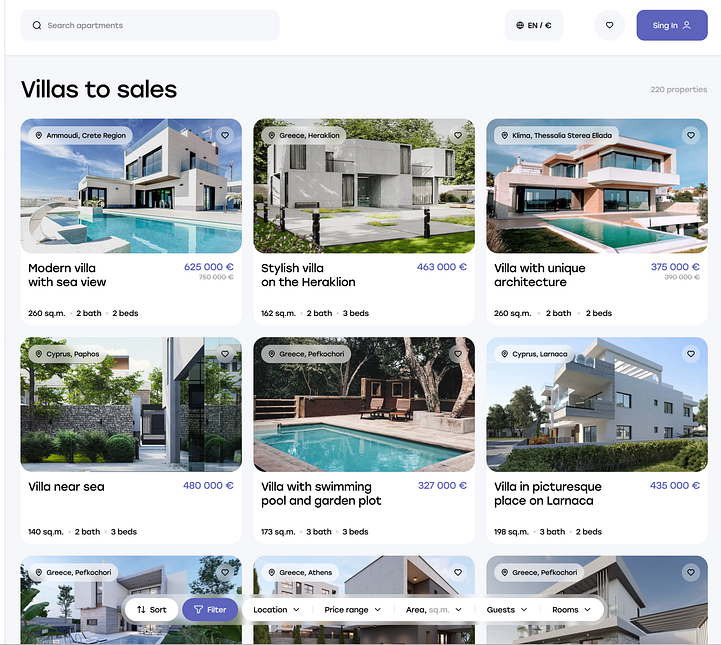 Search apartments
EN / €
Sing In
Villas to sales
220 properties
Ammoudi, Crete Region
Greece, Heraklion
Klima, Thessalia Sterea Ellada
Modern villa
with sea view
625 000 €
750 000 €
Stylish villa
on the Heraklion
463 000 €
Villa with unique
architecture
375 000 €
390 000 €
260 sq.m. • 2 bath • 2 beds
162 sq.m. • 2 bath • 3 beds
260 sq.m. • 2 bath • 2 beds
Cyprus, Paphos
Greece, Pefkochori
Cyprus, Larnaca
Villa near sea
480 000 €
Villa with swimming
pool and garden plot
327 000 €
Villa in picturesque
place on Larnaca
435 000 €
140 sq.m. • 2 bath • 3 beds
173 sq.m. • 3 bath • 3 beds
198 sq.m. • 3 bath • 2 beds
Greece, Pefkochori
Greece, Athens
Greece, Pefkochori
Sort
Filter
Location
Price range
Area, sq.m.
Guests
Rooms